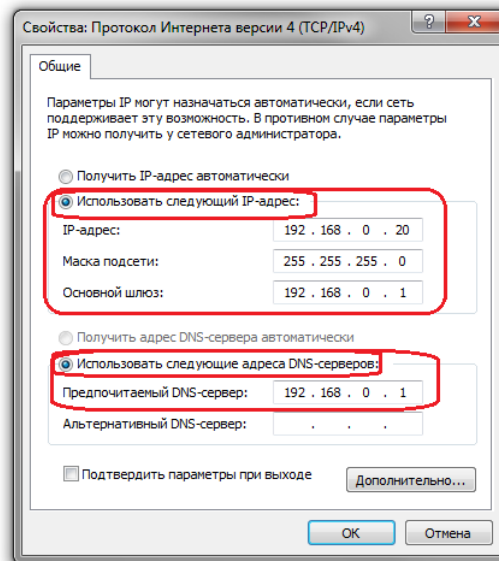 Свойства: Протокол Интернета версии 4 (TCP/IPv4)
Общие
Параметры IP могут назначаться автоматически, если сеть
поддерживает эту возможность. В противном случае параметры
IP можно получить у сетевого администратора.
Получить IP-адрес автоматически
Использовать следующий IP-адрес:
IP-адрес: 192 . 168 . 0 . 20
Маска подсети: 255 . 255 . 255 . 0
Основной шлюз: 192 . 168 . 0 . 1
Получить адрес DNS-сервера автоматически
Использовать следующие адреса DNS-серверов:
Предпочитаемый DNS-сервер: 192 . 168 . 0 . 1
Альтернативный DNS-сервер: . . .
Подтвердить параметры при выходе
Дополнительно...
ОК Отмена